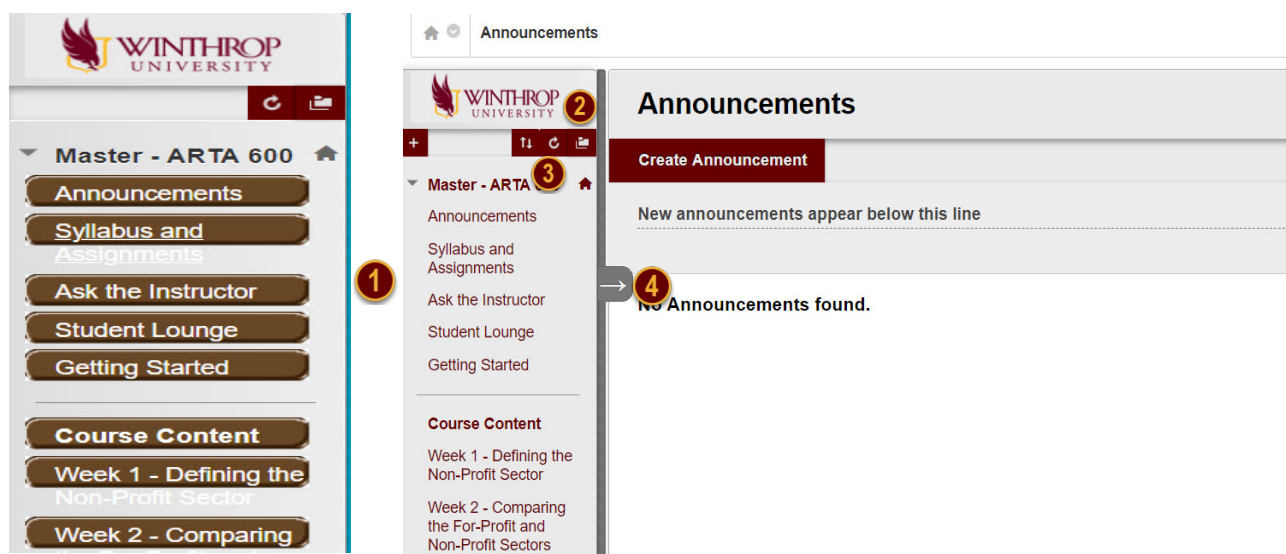 WINTHROP
UNIVERSITY
Master - ARTA 600
Announcements
Syllabus and
Assignments
Ask the Instructor
Student Lounge
Getting Started
Course Content
Week 1 - Defining the
Non-Profit Sector
Week 2 - Comparing
1
Announcements
WINTHROP
UNIVERSITY
2
+
3
Master - ARTA
Announcements
Syllabus and
Assignments
Ask the Instructor
Student Lounge
Getting Started
Course Content
Week 1 - Defining the
Non-Profit Sector
Week 2 - Comparing
the For-Profit and
Non-Profit Sectors
Announcements
Create Announcement
New announcements appear below this line
→
4
No Announcements found.